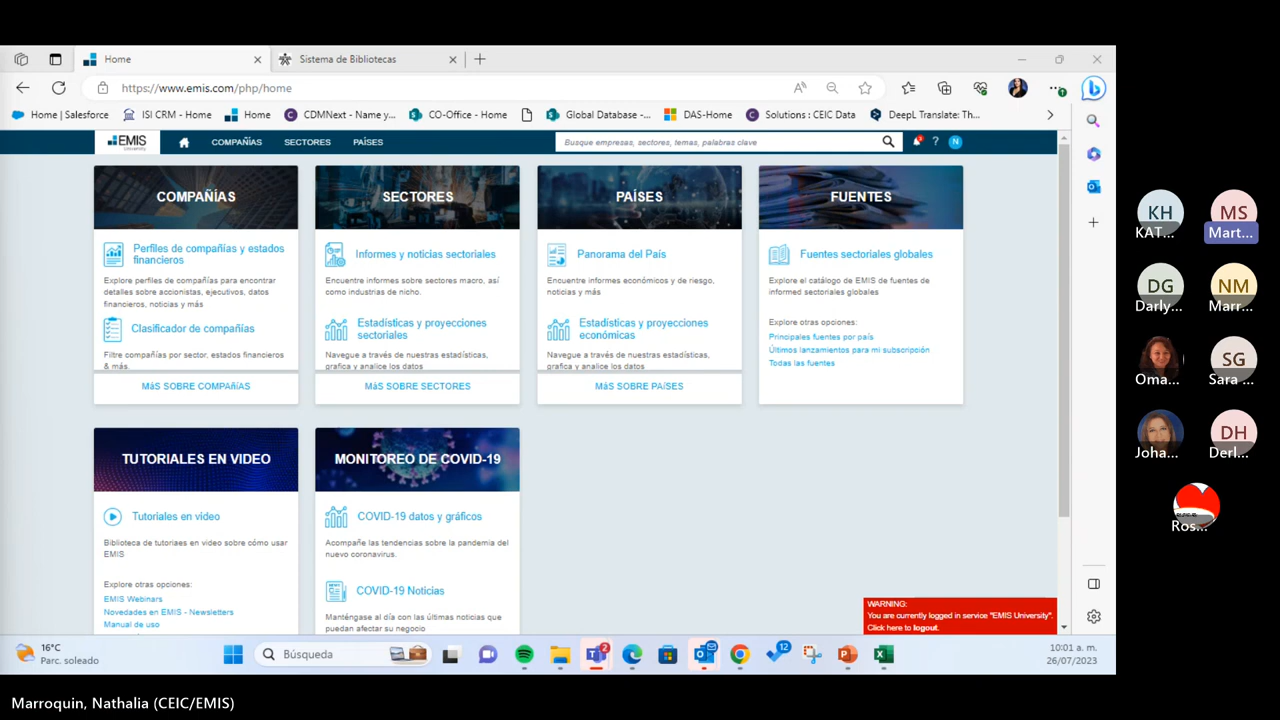 Home
Sistema de Bibliotecas
https://www.emis.com/php/home
Home | Salesforce
ISI CRM - Home
Home
CDMNext - Name y...
CO-Office - Home
Global Database -...
DAS-Home
Solutions : CEIC Data
DeepL Translate: Th...
EMIS
University
COMPAÑÍAS
SECTORES
PAÍSES
Busque empresas, sectores, temas, palabras clave
?
N
COMPAÑÍAS
Perfiles de compañías y estados
financieros
Explore perfiles de compañías para encontrar
detalles sobre accionistas, ejecutivos, datos
financieros, noticias y más
Clasificador de compañías
Filtre compañías por sector, estados financieros
& más.
MáS SOBRE COMPAñíAS
SECTORES
Informes y noticias sectoriales
Encuentre informes sobre sectores macro, así
como industrias de nicho.
Estadísticas y proyecciones
sectoriales
Navegue a través de nuestras estadísticas,
grafica y analice los datos
MáS SOBRE SECTORES
PAÍSES
Panorama del País
Encuentre informes económicos y de riesgo,
noticias y más
Estadísticas y proyecciones
económicas
Navegue a través de nuestras estadísticas,
grafica y analice los datos
MáS SOBRE PAíSES
FUENTES
Fuentes sectoriales globales
Explore el catálogo de EMIS de fuentes de
informed sectoriales globales
Explore otras opciones:
Principales fuentes por país
Últimos lanzamientos para mi subscripción
Todas las fuentes
TUTORIALES EN VIDEO
Tutoriales en video
Biblioteca de tutoriaes en video sobre cómo usar
EMIS
Explore otras opciones:
EMIS Webinars
Novedades en EMIS - Newsletters
Manual de uso
MONITOREO DE COVID-19
COVID-19 datos y gráficos
Acompañe las tendencias sobre la pandemia del
nuevo coronavirus.
COVID-19 Noticias
Manténgase al día con las últimas noticias que
puedan afectar su negocio
WARNING:
You are currently logged in service "EMIS University".
Click here to logout.
16°C
Parc. soleado
Búsqueda
2
12
10:01 a. m.
26/07/2023
KH
KAT...
MS
Mart...
DG
Darly...
NM
Marr...
Oma...
SG
Sara ...
Joha...
DH
Derl...
Ros...
Marroquin, Nathalia (CEIC/EMIS)